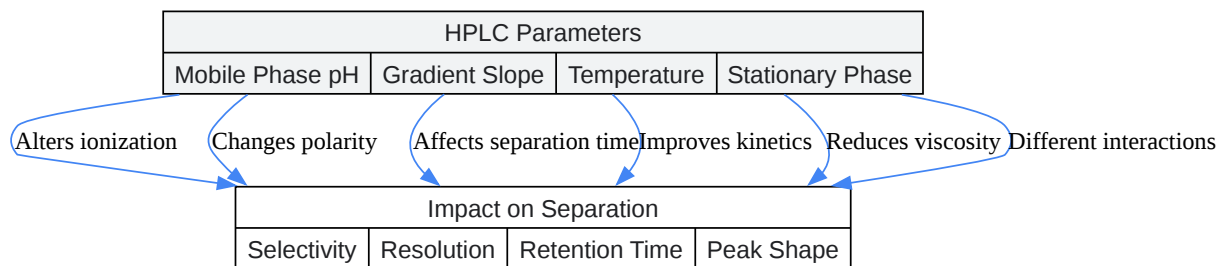 HPLC Parameters
Mobile Phase pH Gradient Slope Temperature Stationary Phase
Alters ionization Changes polarity Affects separation time Improves kinetics Reduces viscosity Different interactions
Impact on Separation
Selectivity Resolution Retention Time Peak Shape